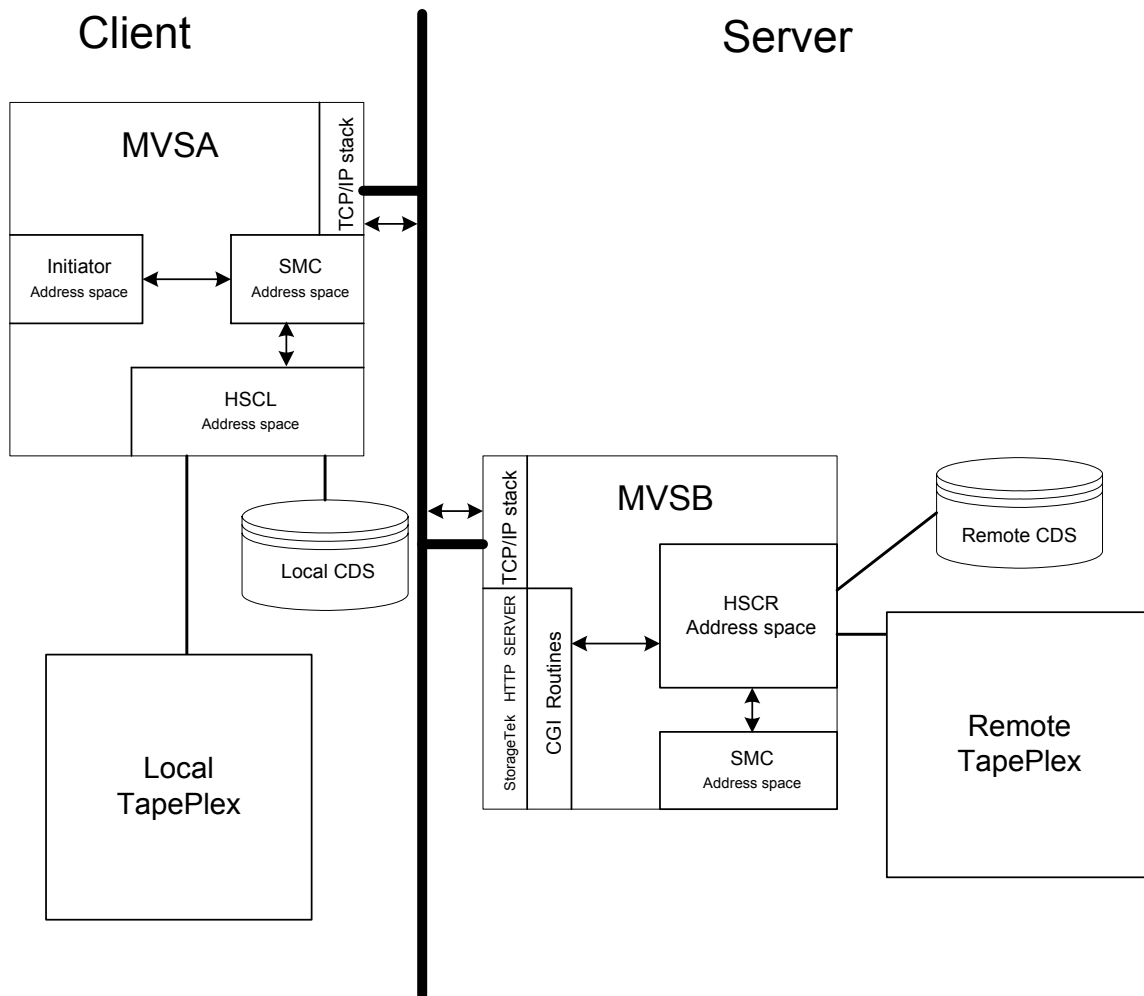 Client
Server
MVSA
TCP/IP stack
Initiator
Address space
SMC
Address space
HSCL
Address space
Local CDS
Local
TapePlex
TCP/IP stack
MVSB
Remote CDS
HSCR
Address space
StorageTek HTTP SERVER
CGI Routines
SMC
Address space
Remote
TapePlex